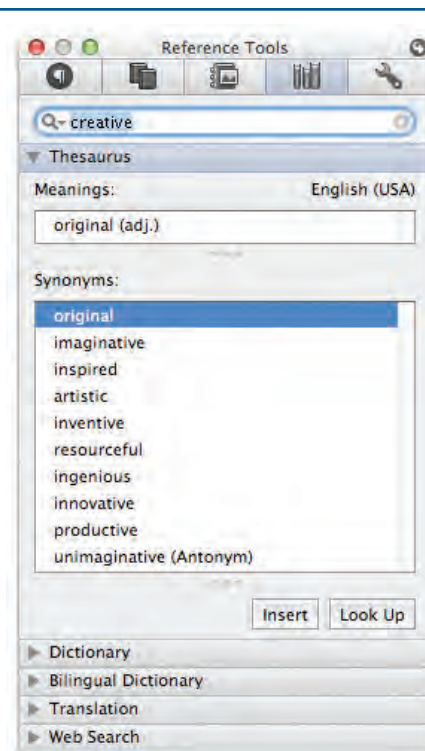 Reference Tools
creative
Thesaurus
Meanings: English (USA)
original (adj.)
Synonyms:
original
imaginative
inspired
artistic
inventive
resourceful
ingenious
innovative
productive
unimaginative (Antonym)
Insert Look Up
Dictionary
Bilingual Dictionary
Translation
Web Search